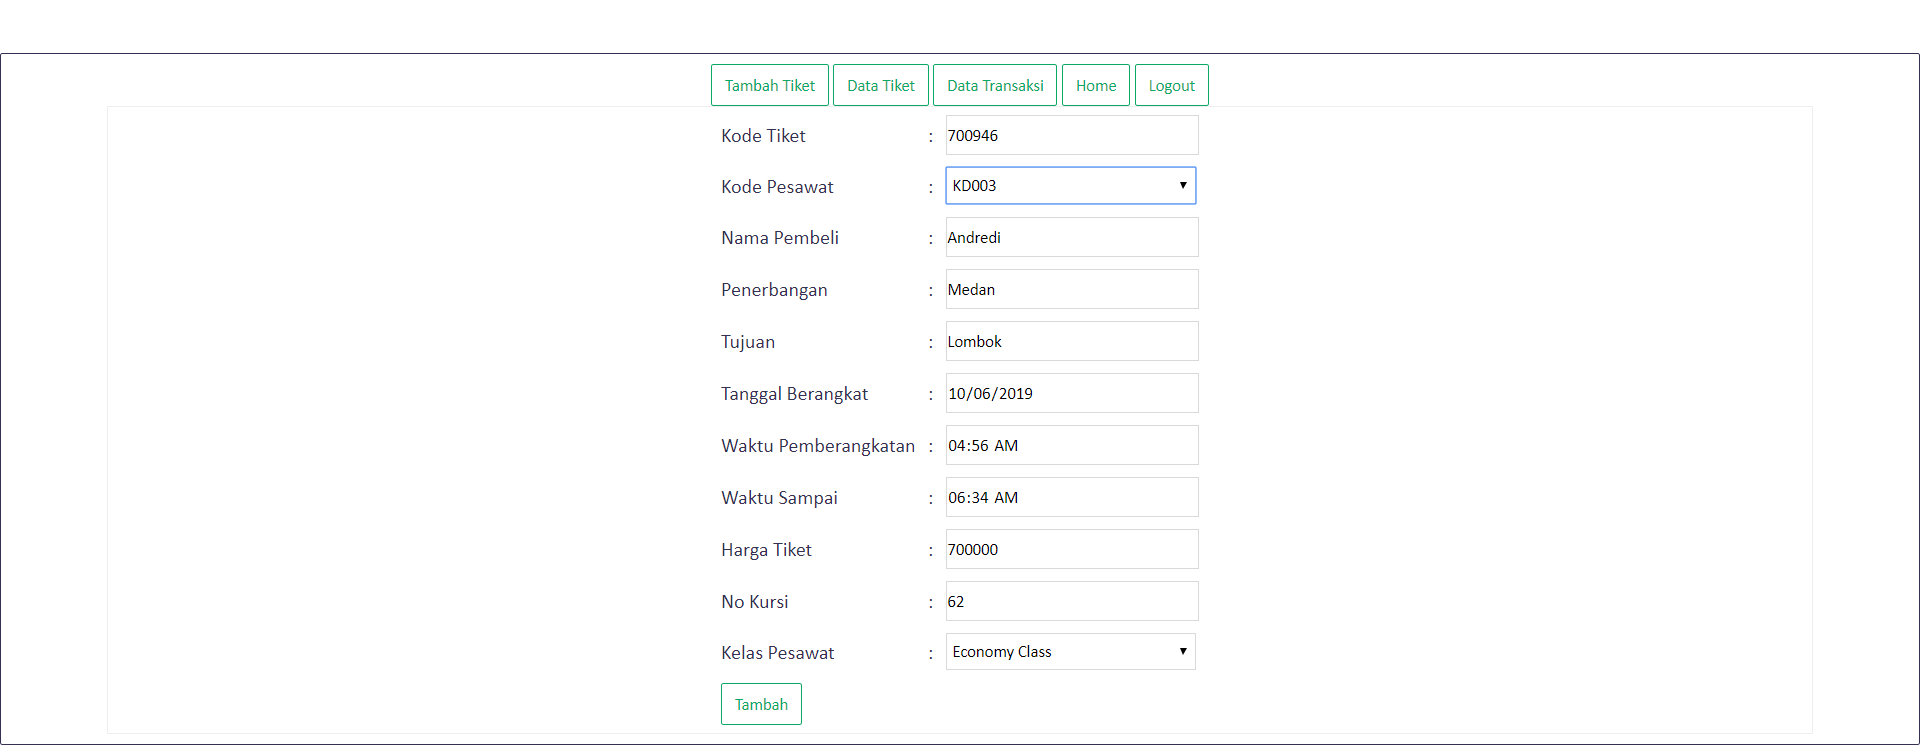 Tambah Tiket Data Tiket Data Transaksi Home Logout
Kode Tiket : 700946
Kode Pesawat : KD003
Nama Pembeli : Andredi
Penerbangan : Medan
Tujuan : Lombok
Tanggal Berangkat : 10/06/2019
Waktu Pemberangkatan : 04:56 AM
Waktu Sampai : 06:34 AM
Harga Tiket : 700000
No Kursi : 62
Kelas Pesawat : Economy Class
Tambah